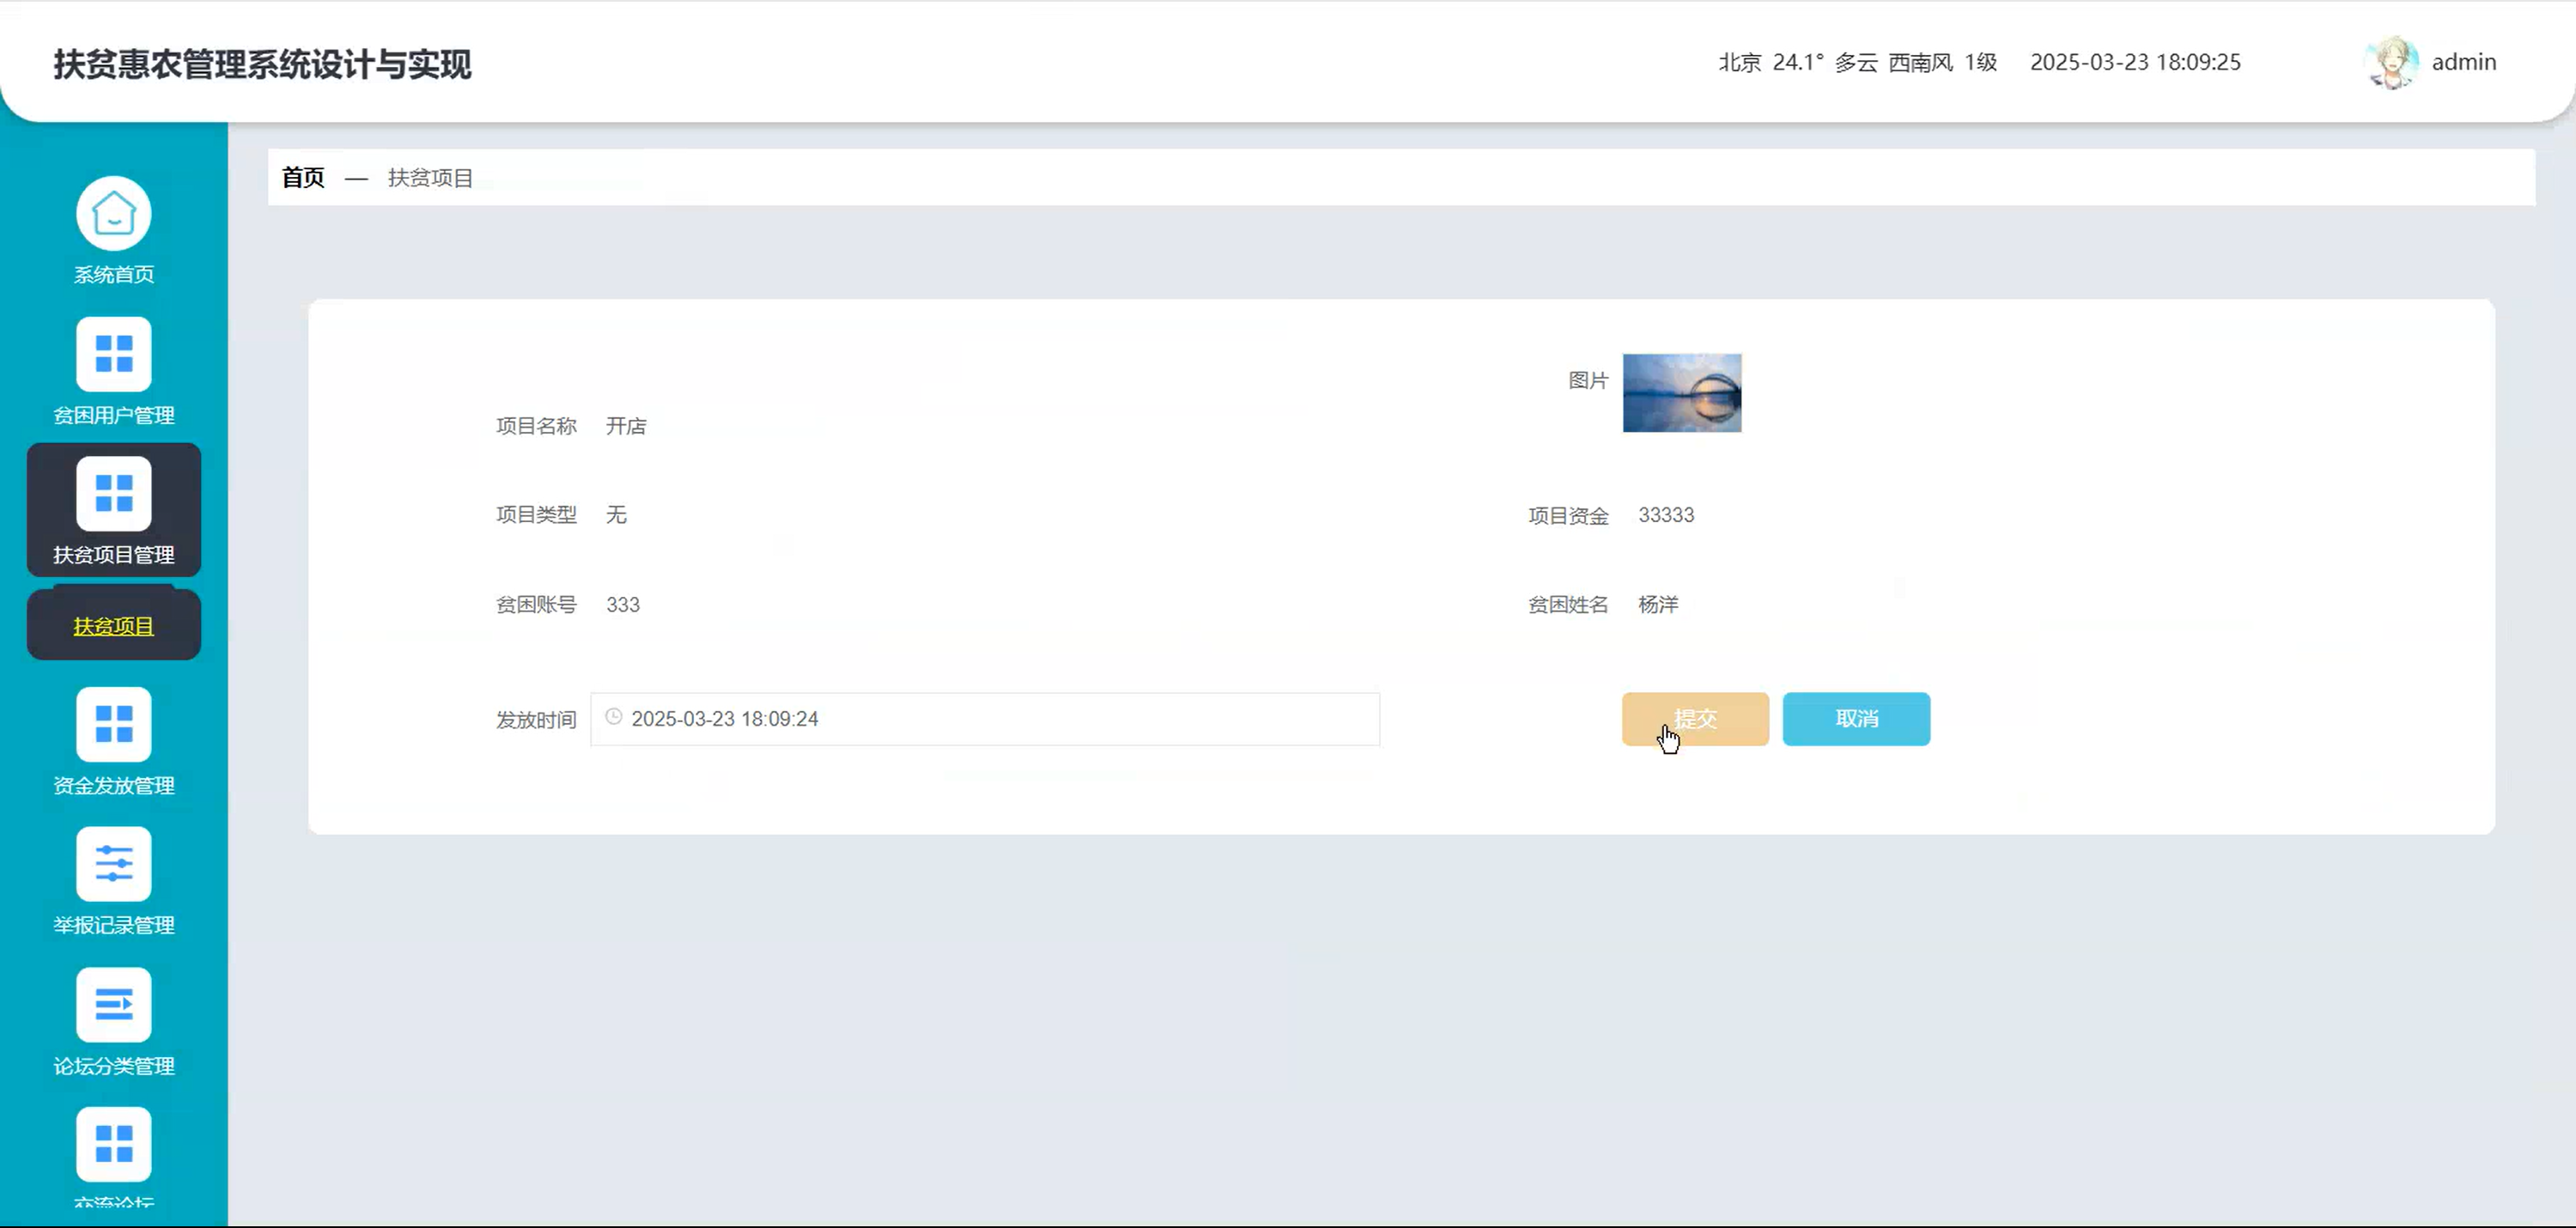 扶贫惠农管理系统设计与实现
北京 24.1° 多云 西南风 1级 2025-03-23 18:09:25
admin
首页 — 扶贫项目
系统首页
贫困用户管理
扶贫项目管理
扶贫项目
资金发放管理
举报记录管理
论坛分类管理
交流论坛
图片
项目名称 开店
项目类型 无
项目资金 33333
贫困账号 333
贫困姓名 杨洋
发放时间 2025-03-23 18:09:24
提交
取消